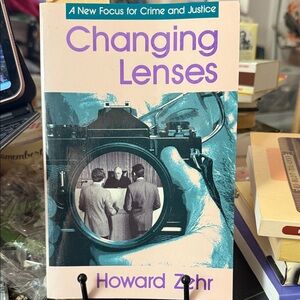 A New Focus for Crime and Justice
Changing
Lenses
Howard Zehr